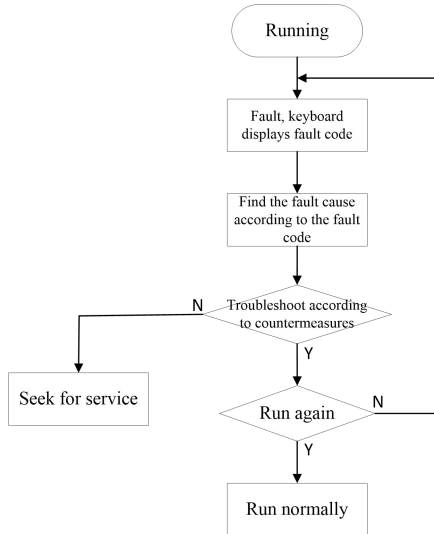 Running
Fault, keyboard
displays fault code
Find the fault cause
according to the fault
code
N
Troubleshoot according
to countermeasures
Y
Seek for service
Run again
N
Y
Run normally